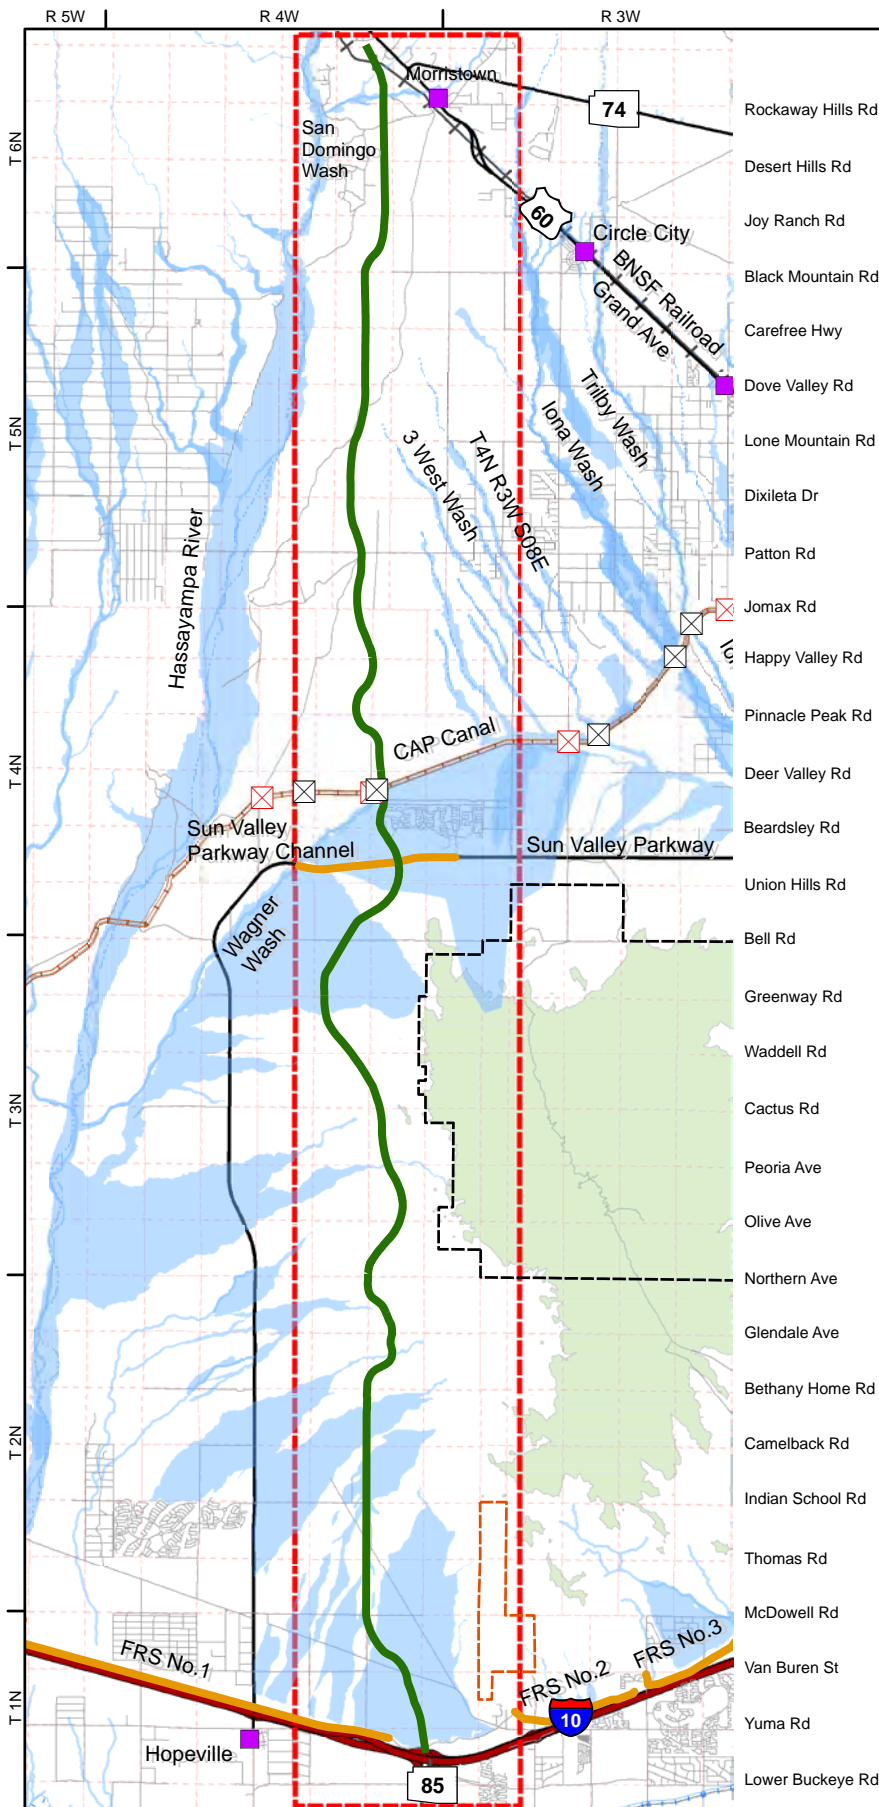 R 5W
R 4W
R 3W
Morristown
74
Rockaway Hills Rd
San
Domingo
Wash
T 6N
Desert Hills Rd
60
Joy Ranch Rd
Circle City
BNSF Railroad
Grand Ave
Black Mountain Rd
Carefree Hwy
Dove Valley Rd
Trilby Wash
Iona Wash
T 5N
3 West Wash
T4N R3W S08E
Lone Mountain Rd
Dixileta Dr
Hassayampa River
Patton Rd
Jomax Rd
Io
Happy Valley Rd
Pinnacle Peak Rd
CAP Canal
T 4N
Deer Valley Rd
Sun Valley
Parkway Channel
Beardsley Rd
Sun Valley Parkway
Union Hills Rd
Wagner
Wash
Bell Rd
Greenway Rd
Waddell Rd
T 3N
Cactus Rd
Peoria Ave
Olive Ave
Northern Ave
Glendale Ave
Bethany Home Rd
T 2N
Camelback Rd
Indian School Rd
Thomas Rd
McDowell Rd
FRS No.1
FRS No.2
FRS No.3
Van Buren St
T 1N
10
Yuma Rd
Hopeville
85
Lower Buckeye Rd